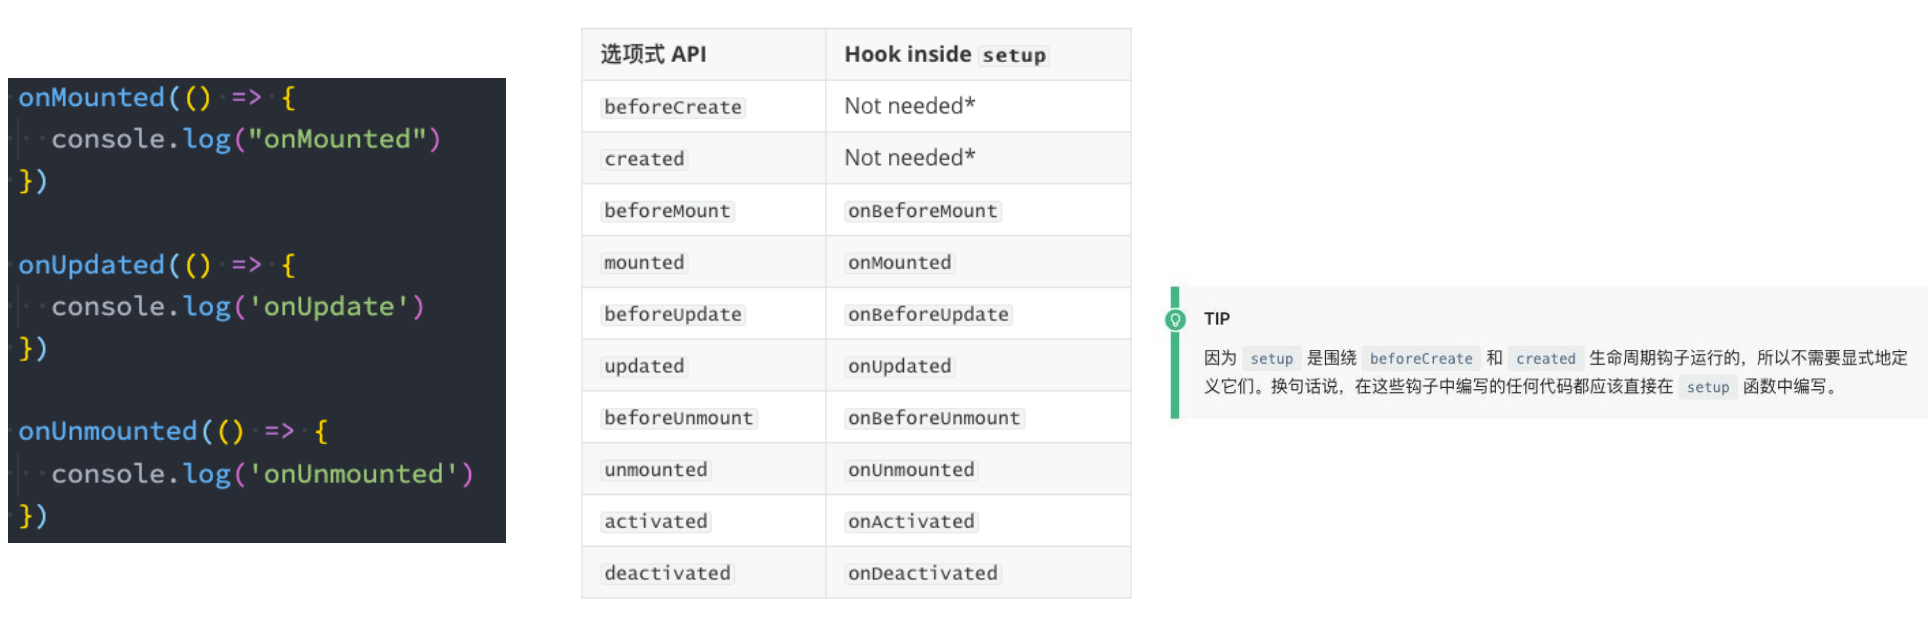 onMounted(() => {
  console.log("onMounted")
})
onUpdated(() => {
  console.log('onUpdate')
})
onUnmounted(() => {
  console.log('onUnmounted')
})
选项式 API Hook inside setup
beforeCreate Not needed*
created Not needed*
beforeMount onBeforeMount
mounted onMounted
beforeUpdate onBeforeUpdate
updated onUpdated
beforeUnmount onBeforeUnmount
unmounted onUnmounted
activated onActivated
deactivated onDeactivated
TIP
因为 setup 是围绕 beforeCreate 和 created 生命周期钩子运行的，所以不需要显式地定
义它们。换句话说，在这些钩子中编写的任何代码都应该直接在 setup 函数中编写。